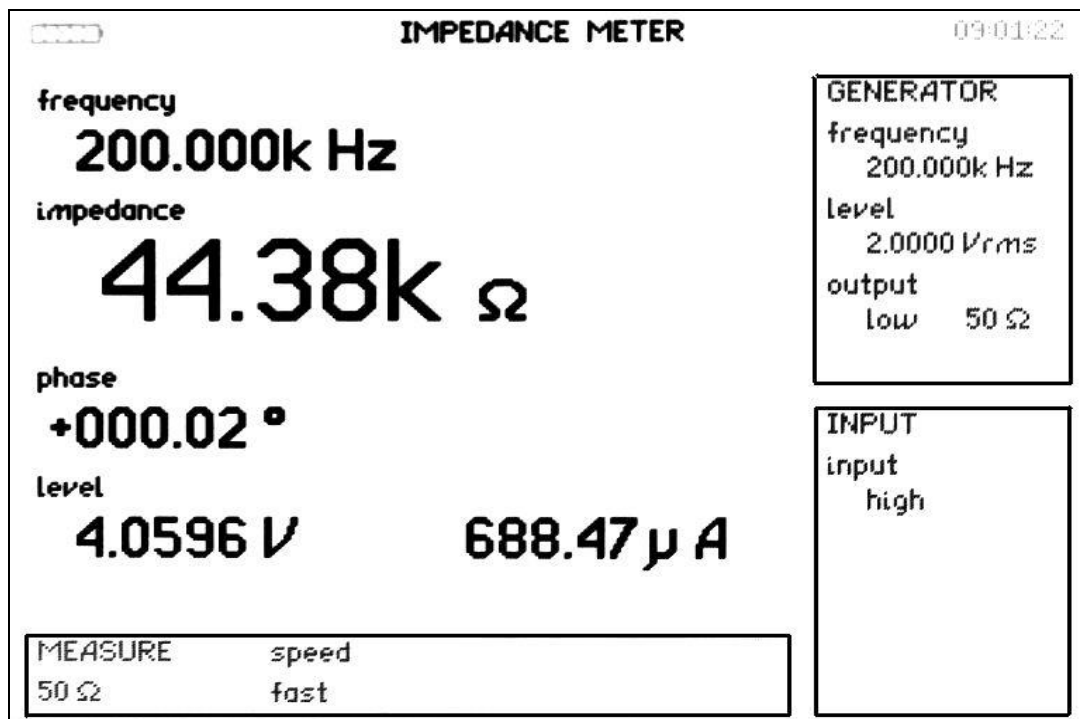 IMPEDANCE METER
09:01:22
frequency
200.000k Hz
impedance
44.38k Ω
phase
+000.02 °
level
4.0596 V 688.47 µ A
MEASURE speed
50 Ω fast
GENERATOR
frequency
200.000k Hz
level
2.0000 Vrms
output
low 50 Ω
INPUT
input
high